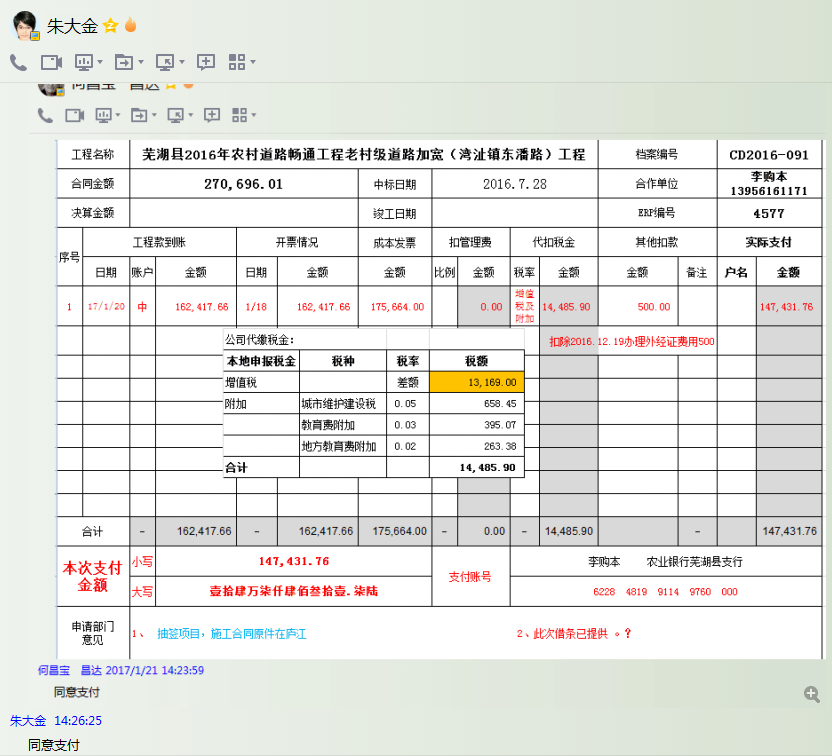 朱大金
何昌宝 昌达
工程名称 芜湖县2016年农村道路畅通工程老村级道路加宽（湾沚镇东潘路）工程 档案编号 CD2016-091
合同金额 270,696.01 中标日期 2016.7.28 合作单位 李购本 13956161171
决算金额 竣工日期 ERP编号 4577
序号 工程款到账 开票情况 成本发票 扣管理费 代扣税金 其他扣款 实际支付
日期 账户 金额 日期 金额 金额 比例 金额 税率 金额 金额 备注 户名 金额
1 17/1/20 中 162,417.66 1/18 162,417.66 175,664.00 0.00 增值税及附加 14,485.90 500.00 147,431.76
公司代缴税金:
扣除2016.12.19办理外经证费用500
本地申报税金 税种 税率 税额
增值税 差额 13,169.00
附加 城市维护建设税 0.05 658.45
教育费附加 0.03 395.07
地方教育费附加 0.02 263.38
合计 14,485.90
合计 - 162,417.66 - 162,417.66 175,664.00 - 0.00 - 14,485.90 - 147,431.76
本次支付金额 小写 147,431.76 支付账号 李购本 农业银行芜湖县支行
大写 壹拾肆万柒仟肆佰叁拾壹.柒陆 6228 4819 9114 9760 000
申请部门意见 1、 抽签项目，施工合同原件在庐江 2、此次借条已提供 。？
何昌宝 昌达 2017/1/21 14:23:59
同意支付
朱大金 14:26:25
同意支付